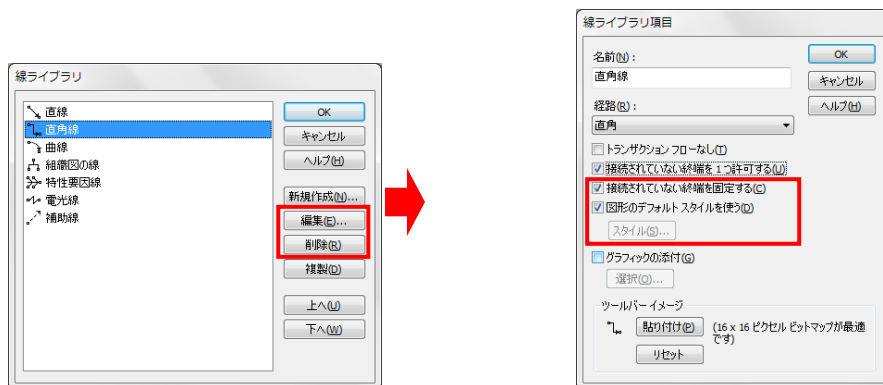 線ライブラリ
直線
直角線
曲線
組織図の線
特性要因線
電光線
補助線
OK
キャンセル
ヘルプ(H)
新規作成(N)...
編集(E)...
削除(R)
複製(D)
上へ(U)
下へ(W)
線ライブラリ項目
名前(N):
直角線
経路(R):
直角
トランザクション フローなし(T)
接続されていない終端を1つ許可する(U)
接続されていない終端を固定する(C)
図形のデフォルト スタイルを使う(D)
スタイル(S)...
グラフィックの添付(G)
選択(O)...
ツールバー イメージ
貼り付け(P)
(16 x 16 ピクセル ビットマップが最適
です)
リセット
OK
キャンセル
ヘルプ(H)